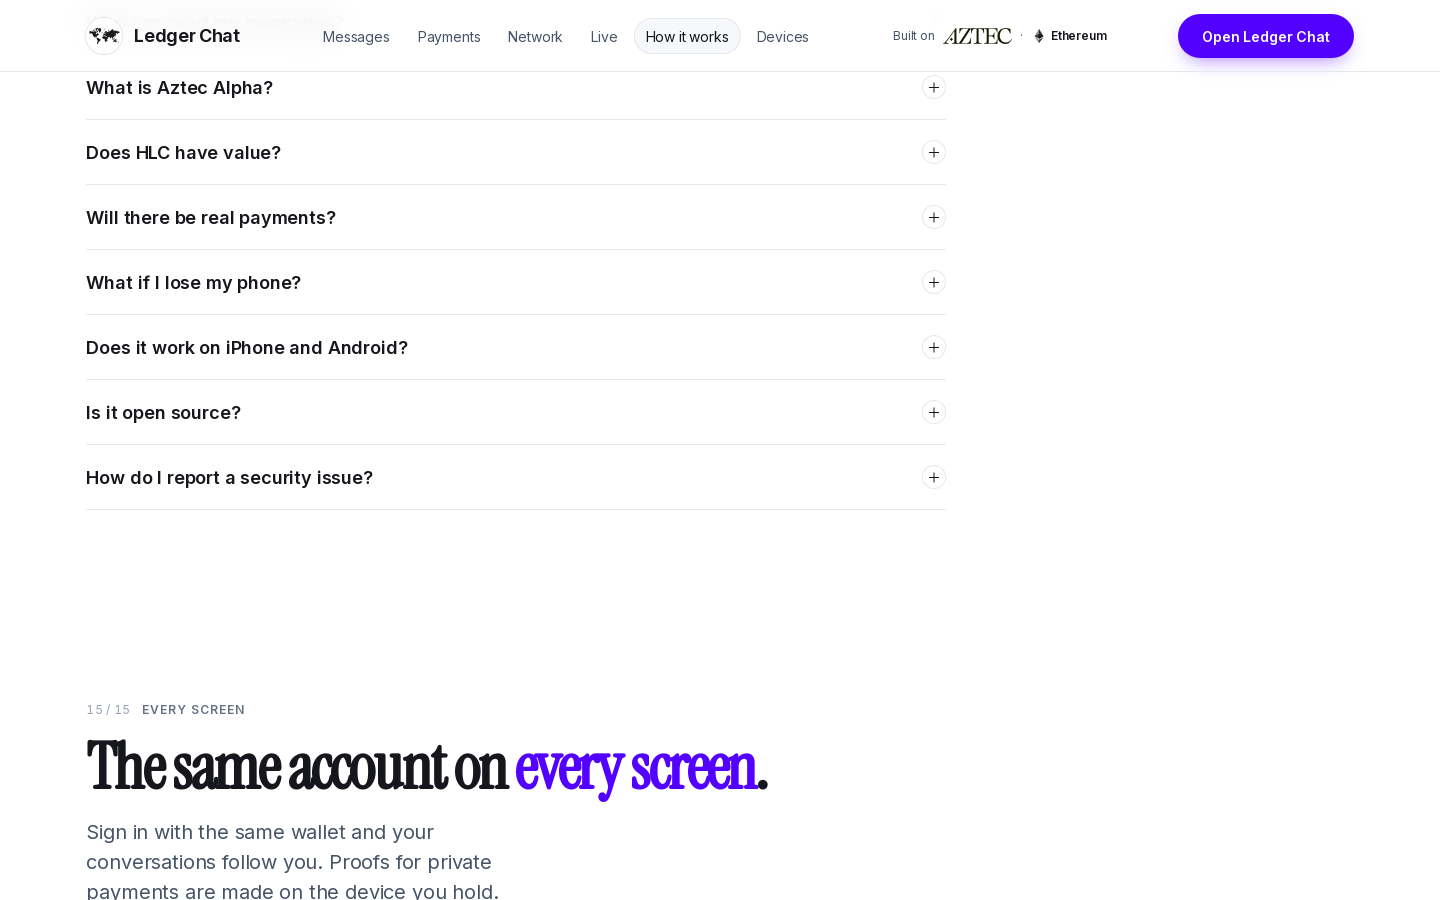 Ledger Chat
Messages
Payments
Network
Live
How it works
Devices
Built on AZTEC · Ethereum
Open Ledger Chat
What is Aztec Alpha?
Does HLC have value?
Will there be real payments?
What if I lose my phone?
Does it work on iPhone and Android?
Is it open source?
How do I report a security issue?
15 / 15 EVERY SCREEN
The same account on every screen.
Sign in with the same wallet and your
conversations follow you. Proofs for private
payments are made on the device you hold.